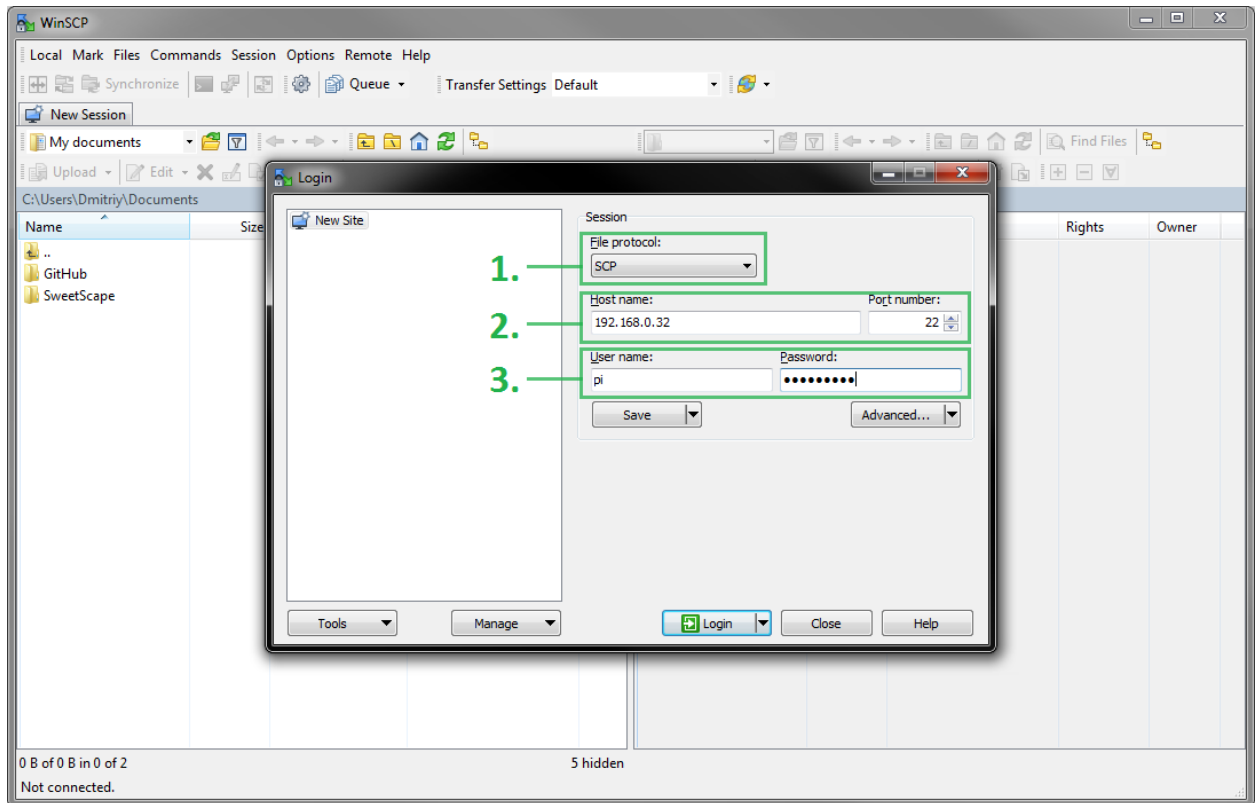 WinSCP
Local Mark Files Commands Session Options Remote Help
Synchronize Queue Transfer Settings Default
New Session
My documents Find Files
Upload Edit
C:\Users\Dmitriy\Documents
Name Size Rights Owner
..
GitHub
SweetScape
Login
New Site
Session
File protocol:
1. SCP
Host name: Port number:
2. 192.168.0.32 22
User name: Password:
3. pi •••••••••
Save Advanced...
Tools Manage Login Close Help
0 B of 0 B in 0 of 2 5 hidden
Not connected.